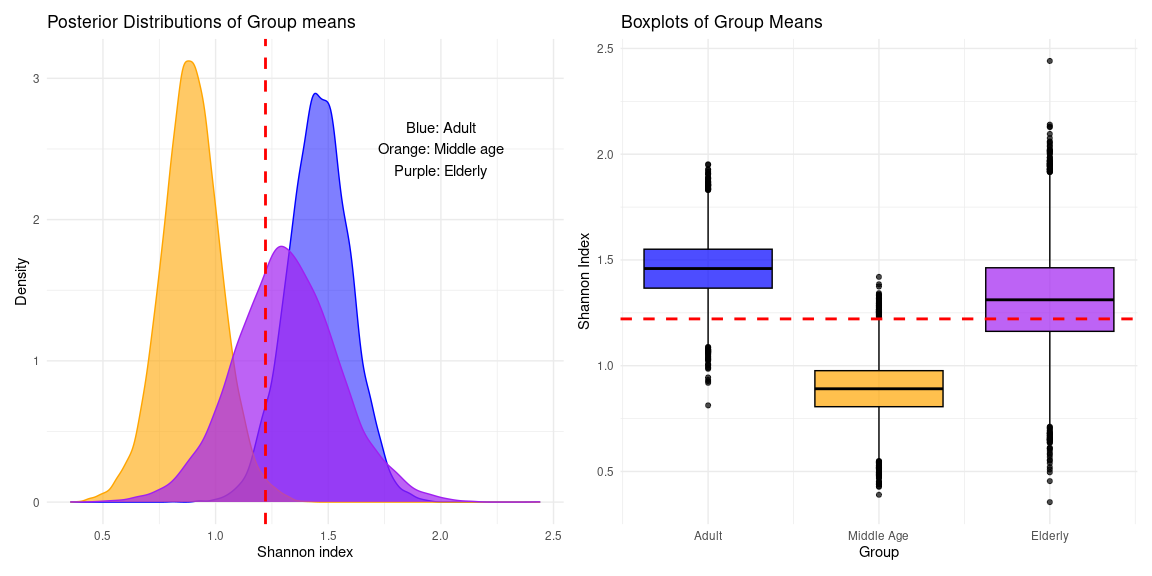 Posterior Distributions of Group means
3
2
1
0
Density
Blue: Adult
Orange: Middle age
Purple: Elderly
0.5
1.0
1.5
2.0
2.5
Shannon index
Boxplots of Group Means
2.5
2.0
1.5
1.0
0.5
Shannon Index
Adult
Middle Age
Elderly
Group